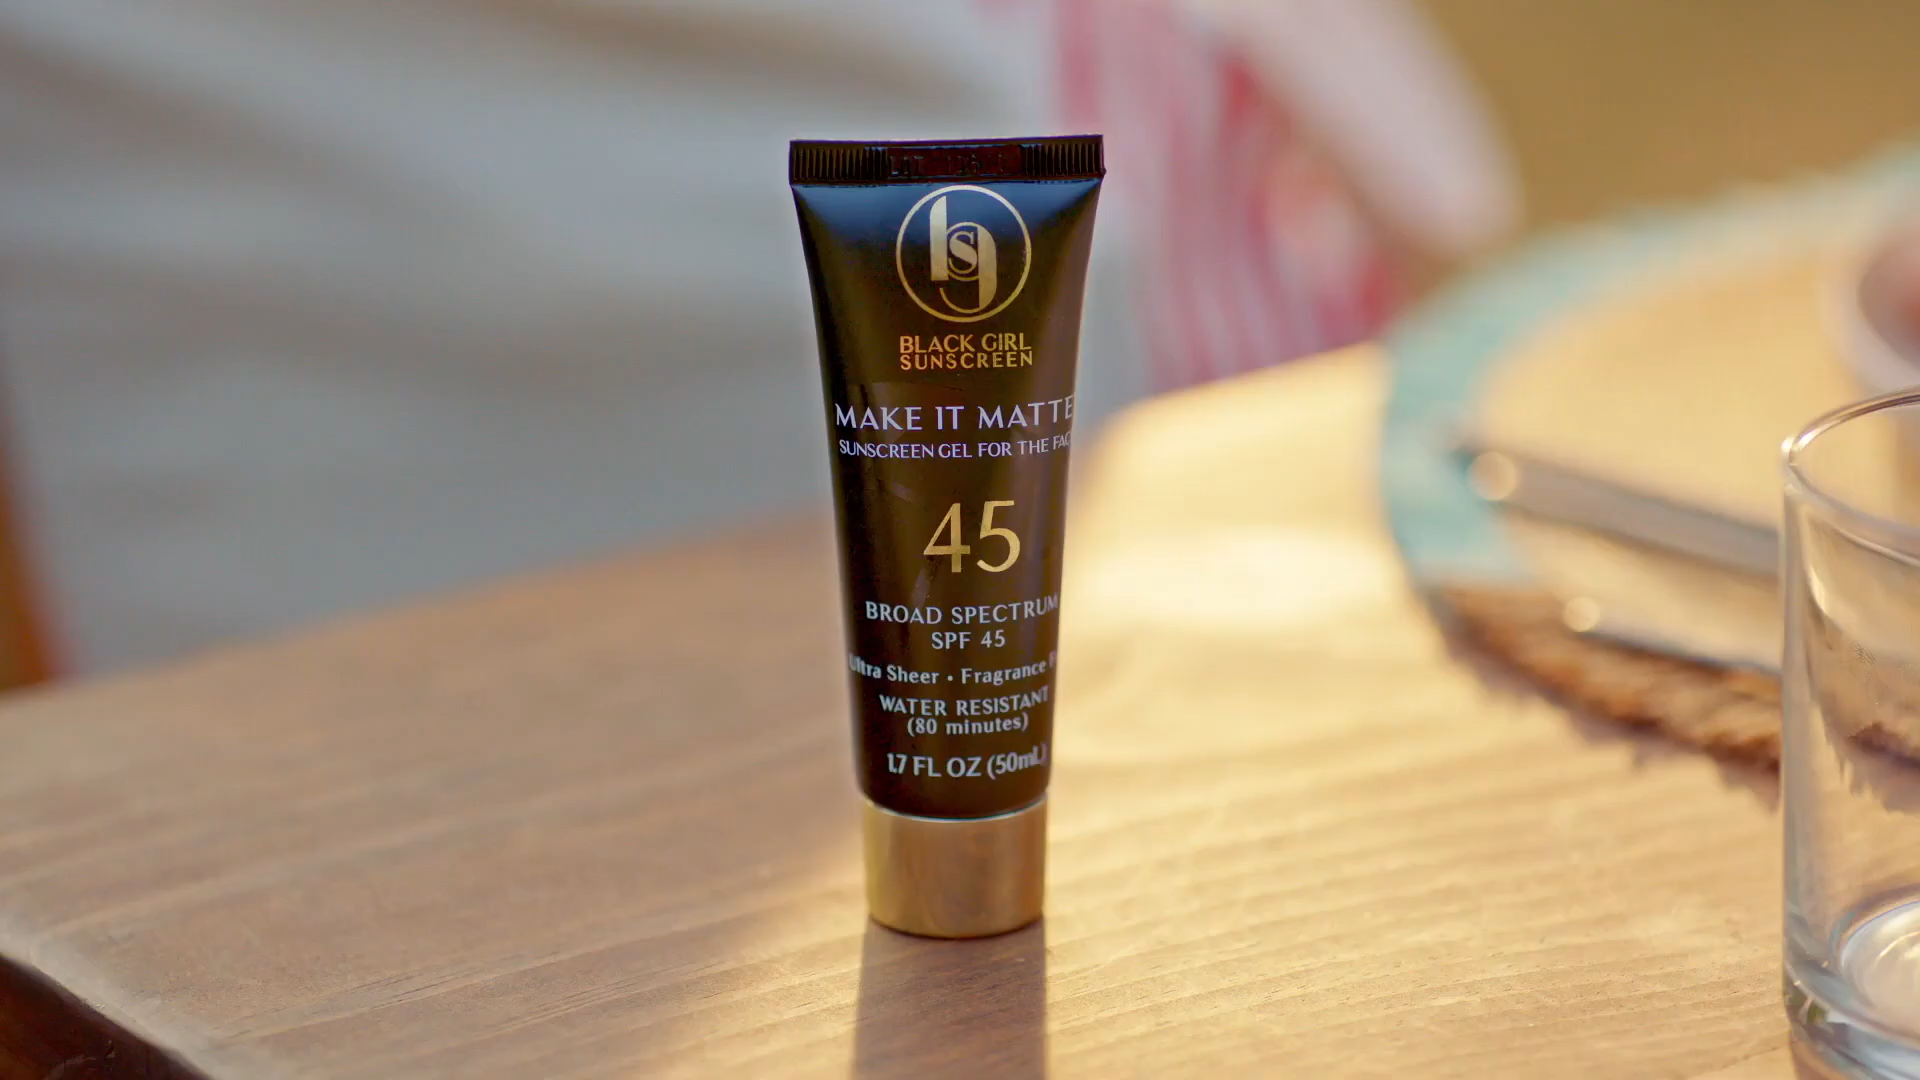 bsg
BLACK GIRL
SUNSCREEN
MAKE IT MATTE
SUNSCREEN GEL FOR THE FAC
45
BROAD SPECTRUM
SPF 45
Ultra Sheer • Fragrance
WATER RESISTANT
(80 minutes)
1.7 FL OZ (50mL)